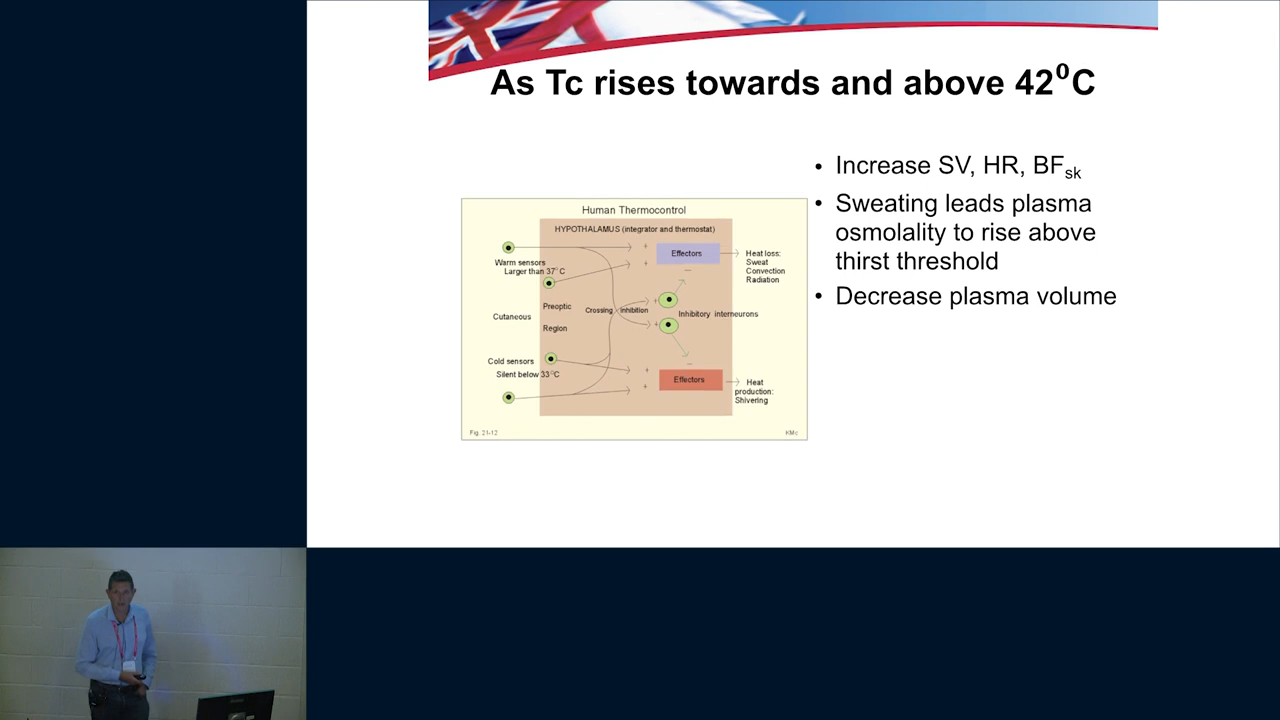 As Tc rises towards and above 42⁰C
• Increase SV, HR, BFsk
• Sweating leads plasma
osmolality to rise above
thirst threshold
• Decrease plasma volume
Human Thermocontrol
HYPOTHALAMUS (integrator and thermostat)
Warm sensors
Larger than 37°C
Effectors
Heat loss:
Sweat
Convection
Radiation
Preoptic
Cutaneous
Region
Crossing inhibition
Inhibitory interneurons
Cold sensors
Silent below 33°C
Effectors
Heat
production:
Shivering
+
+
+
+
+
+
−
−
Fig. 21-12
KMc